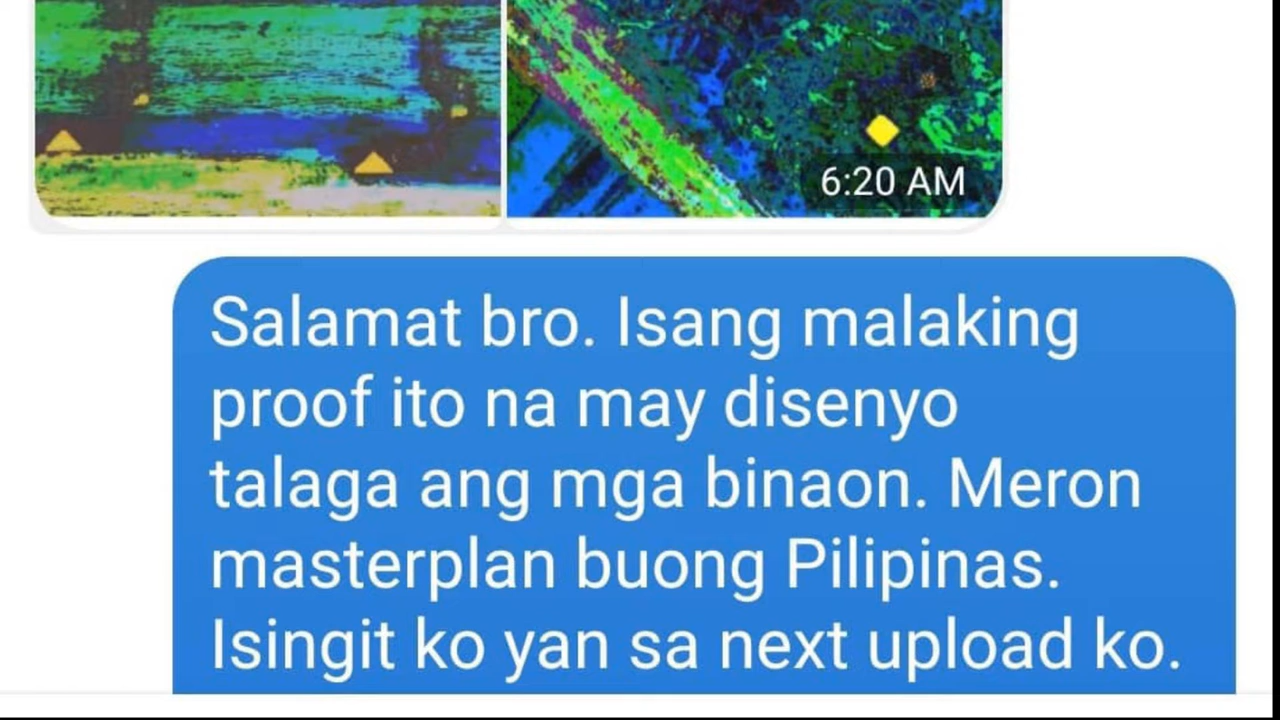 6:20 AM
Salamat bro. Isang malaking
proof ito na may disenyo
talaga ang mga binaon. Meron
masterplan buong Pilipinas.
Isingit ko yan sa next upload ko.